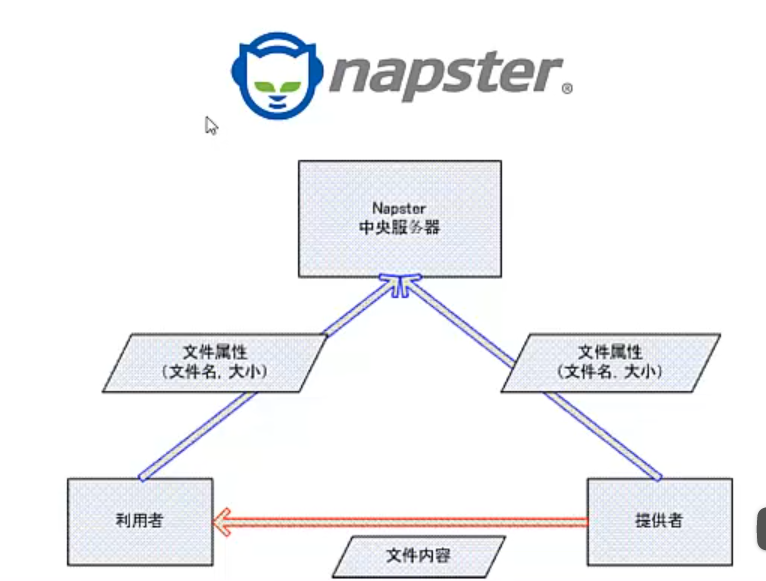 napster®
Napster
中央服务器
文件属性
（文件名，大小）
文件属性
（文件名．大小）
利用者
提供者
文件内容